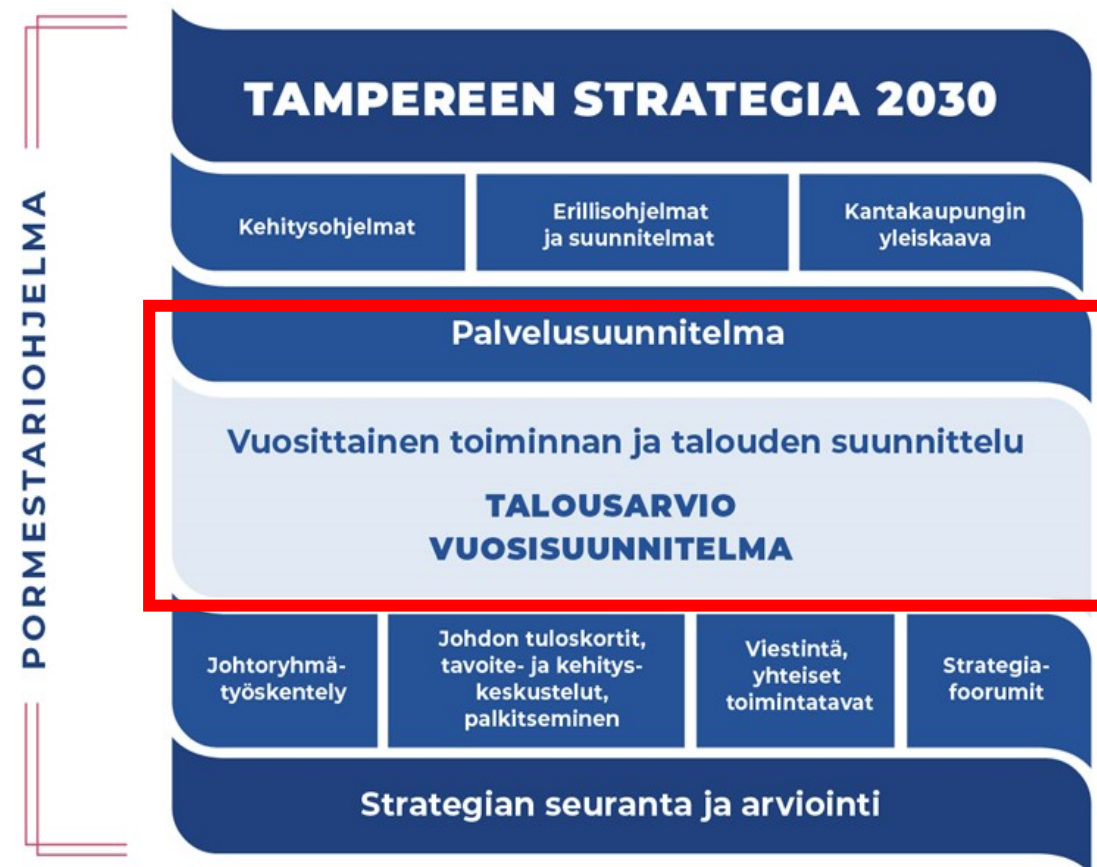 PORMESTARIOHJELMA
TAMPEREEN STRATEGIA 2030
Kehitysohjelmat
Erillisohjelmat
ja suunnitelmat
Kantakaupungin
yleiskaava
Palvelusuunnitelma
Vuosittainen toiminnan ja talouden suunnittelu
TALOUSARVIO
VUOSISUUNNITELMA
Johtoryhmä-
työskentely
Johdon tuloskortit,
tavoite- ja kehitys-
keskustelut,
palkitseminen
Viestintä,
yhteiset
toimintatavat
Strategia-
foorumit
Strategian seuranta ja arviointi